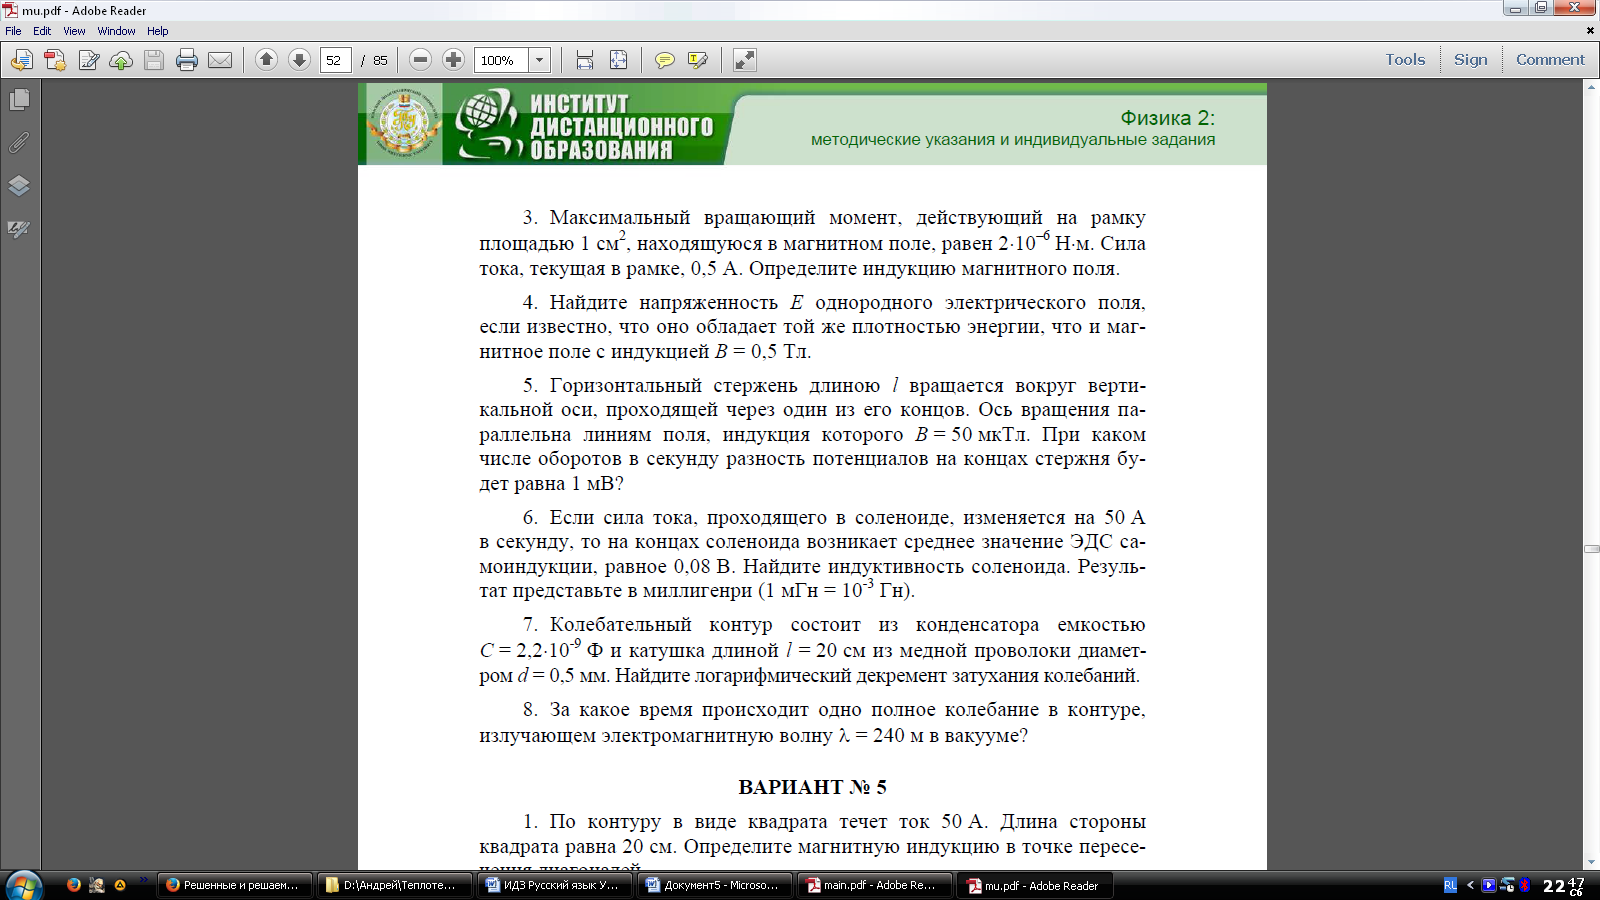 mu.pdf - Adobe Reader
File Edit View Window Help
52 / 85 100% Tools Sign Comment
ИНСТИТУТ
ДИСТАНЦИОННОГО
ОБРАЗОВАНИЯ
Физика 2:
методические указания и индивидуальные задания
3. Максимальный вращающий момент, действующий на рамку
площадью 1 см², находящуюся в магнитном поле, равен 2·10⁻⁶ Н·м. Сила
тока, текущая в рамке, 0,5 А. Определите индукцию магнитного поля.
4. Найдите напряженность E однородного электрического поля,
если известно, что оно обладает той же плотностью энергии, что и маг-
нитное поле с индукцией B = 0,5 Тл.
5. Горизонтальный стержень длиною l вращается вокруг верти-
кальной оси, проходящей через один из его концов. Ось вращения па-
раллельна линиям поля, индукция которого B = 50 мкТл. При каком
числе оборотов в секунду разность потенциалов на концах стержня бу-
дет равна 1 мВ?
6. Если сила тока, проходящего в соленоиде, изменяется на 50 А
в секунду, то на концах соленоида возникает среднее значение ЭДС са-
моиндукции, равное 0,08 В. Найдите индуктивность соленоида. Резуль-
тат представьте в миллигенри (1 мГн = 10⁻³ Гн).
7. Колебательный контур состоит из конденсатора емкостью
C = 2,2·10⁻⁹ Ф и катушка длиной l = 20 см из медной проволоки диамет-
ром d = 0,5 мм. Найдите логарифмический декремент затухания колебаний.
8. За какое время происходит одно полное колебание в контуре,
излучающем электромагнитную волну λ = 240 м в вакууме?
ВАРИАНТ № 5
1. По контуру в виде квадрата течет ток 50 А. Длина стороны
квадрата равна 20 см. Определите магнитную индукцию в точке пересе-
Решенные и решаем... D:\Андрей\Теплоте... ИДЗ Русский язык У... Документ5 - Microso... main.pdf - Adobe Re... mu.pdf - Adobe Reader RL 22 47 Сб